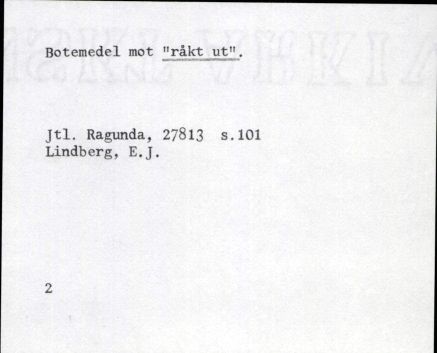 Botemedel mot "råkt ut".
Jtl. Ragunda, 27813 s.101
Lindberg, E.J.
2